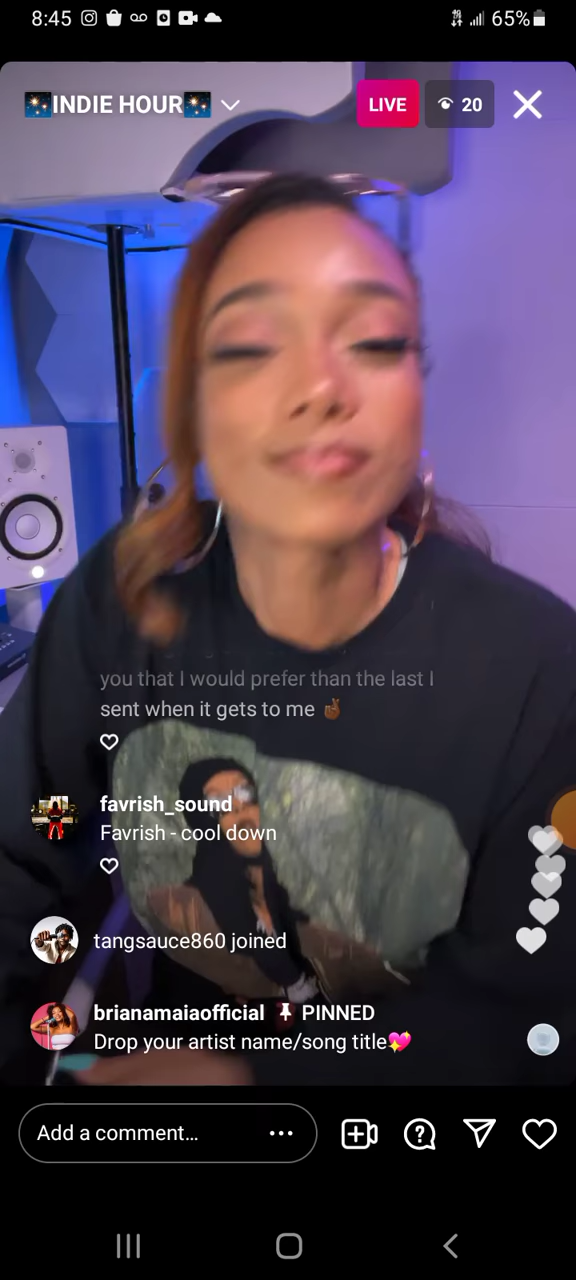 8:45
65%
🎇INDIE HOUR🎇
LIVE
20
you that I would prefer than the last I
sent when it gets to me ✌🏾
favrish_sound
Favrish - cool down
tangsauce860 joined
brianamaiaofficial 📌 PINNED
Drop your artist name/song title💖
Add a comment...